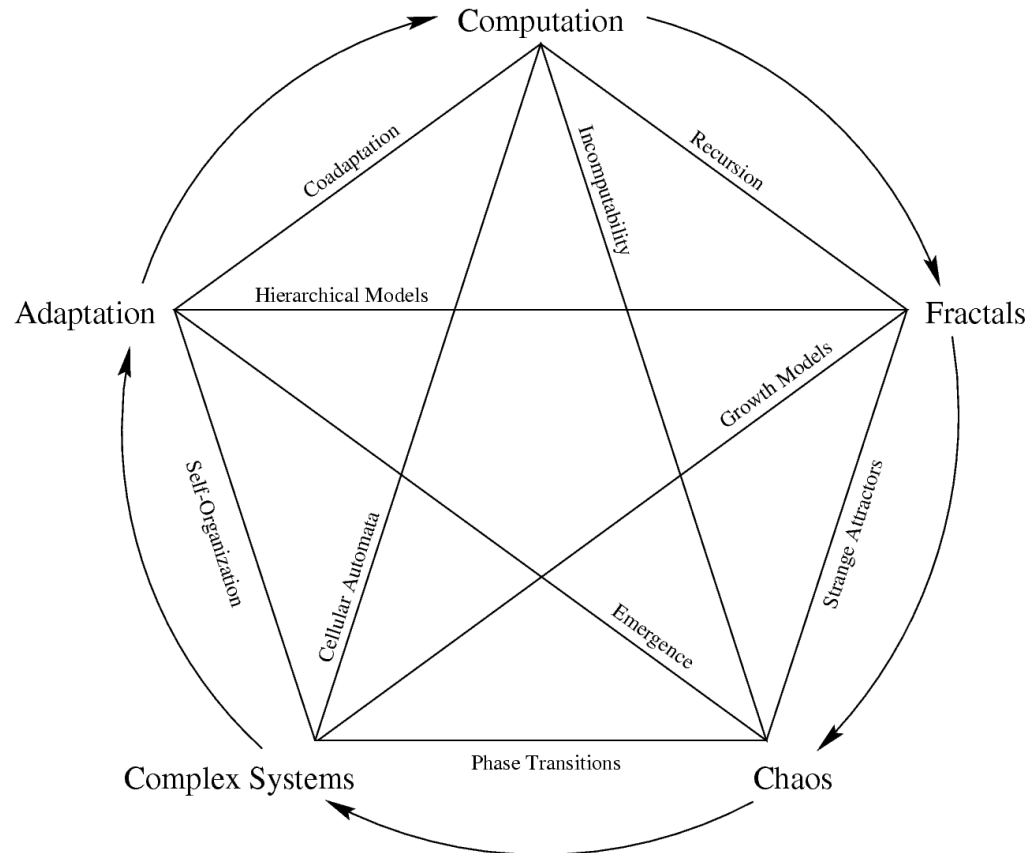 Computation
Coadaptation
Incomputability
Recursion
Adaptation
Hierarchical Models
Fractals
Growth Models
Self-Organization
Cellular Automata
Strange Attractors
Emergence
Phase Transitions
Complex Systems
Chaos